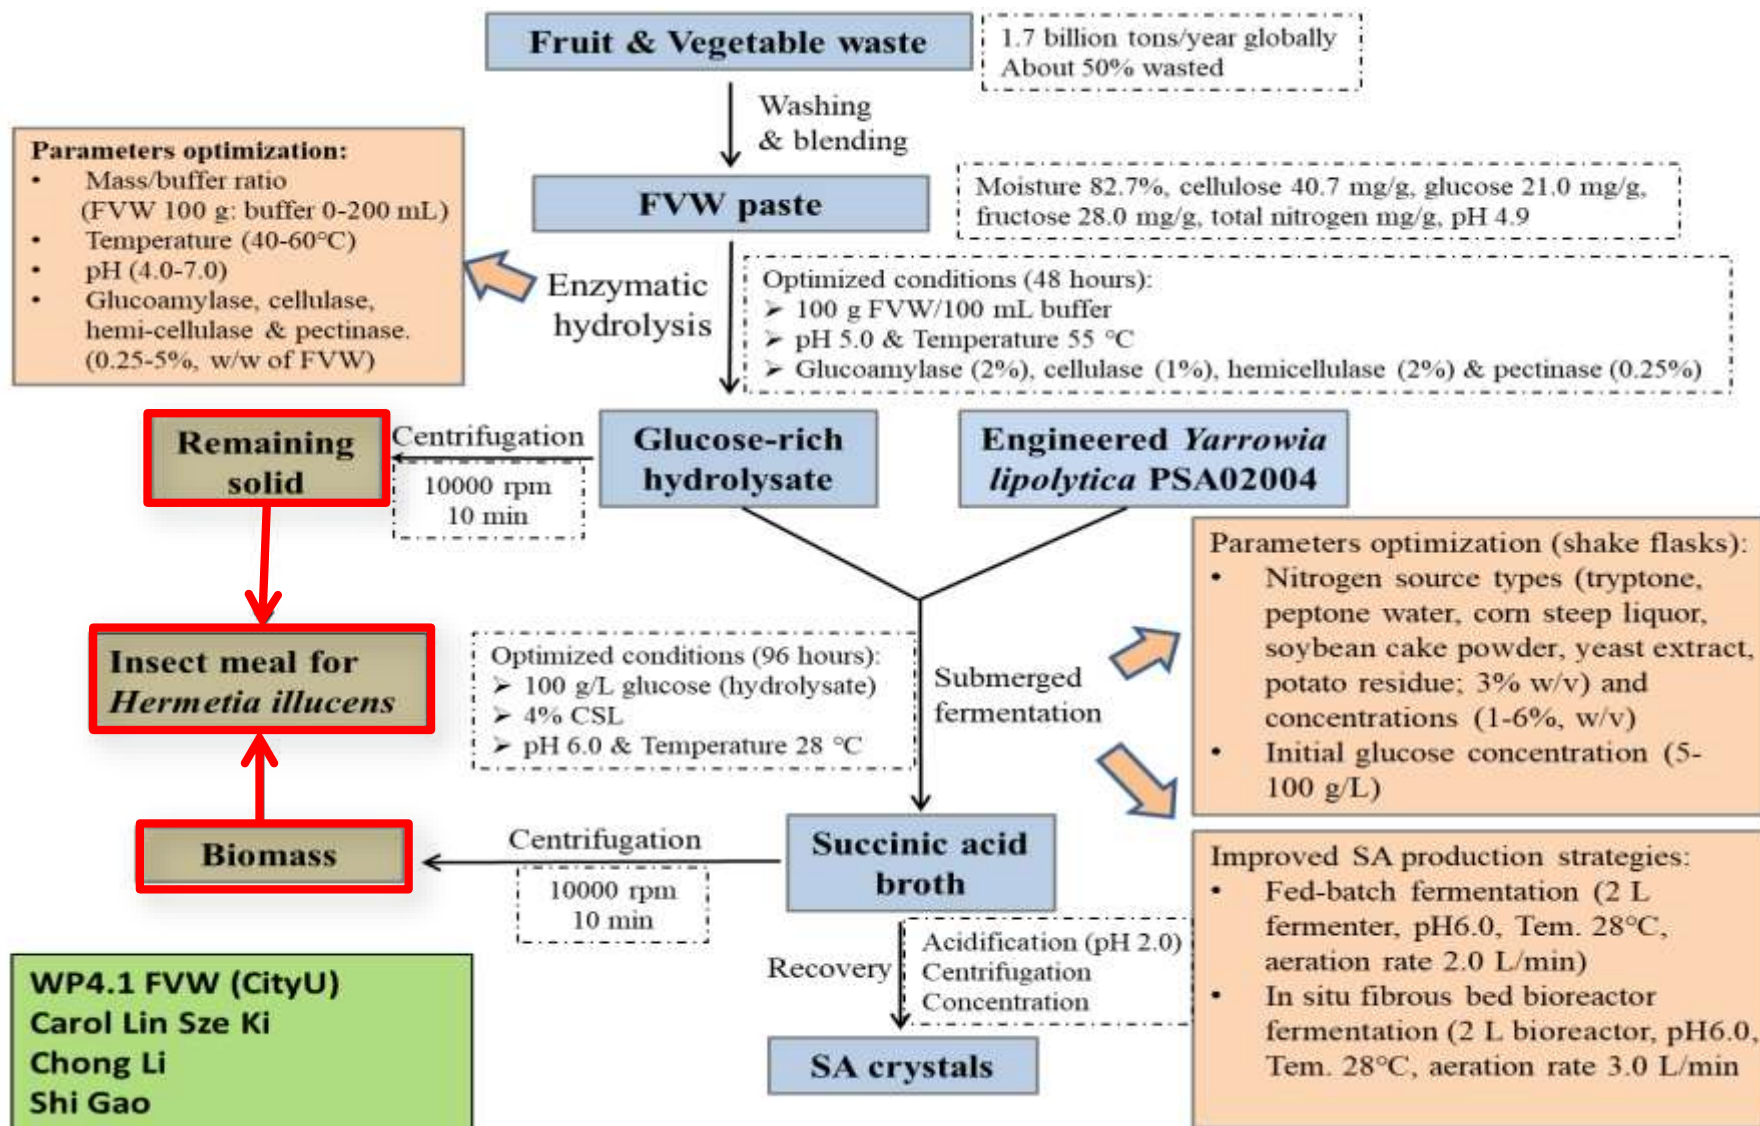 Fruit & Vegetable waste
1.7 billion tons/year globally
About 50% wasted
Washing
& blending
Parameters optimization:
• Mass/buffer ratio
(FVW 100 g: buffer 0-200 mL)
• Temperature (40-60°C)
• pH (4.0-7.0)
• Glucoamylase, cellulase,
hemi-cellulase & pectinase.
(0.25-5%, w/w of FVW)
FVW paste
Moisture 82.7%, cellulose 40.7 mg/g, glucose 21.0 mg/g,
fructose 28.0 mg/g, total nitrogen mg/g, pH 4.9
Enzymatic
hydrolysis
Optimized conditions (48 hours):
➢ 100 g FVW/100 mL buffer
➢ pH 5.0 & Temperature 55 °C
➢ Glucoamylase (2%), cellulase (1%), hemicellulase (2%) & pectinase (0.25%)
Remaining
solid
Centrifugation
10000 rpm
10 min
Glucose-rich
hydrolysate
Engineered Yarrowia
lipolytica PSA02004
Insect meal for
Hermetia illucens
Optimized conditions (96 hours):
➢ 100 g/L glucose (hydrolysate)
➢ 4% CSL
➢ pH 6.0 & Temperature 28 °C
Submerged
fermentation
Parameters optimization (shake flasks):
• Nitrogen source types (tryptone,
peptone water, corn steep liquor,
soybean cake powder, yeast extract,
potato residue; 3% w/v) and
concentrations (1-6%, w/v)
• Initial glucose concentration (5-
100 g/L)
Biomass
Centrifugation
10000 rpm
10 min
Succinic acid
broth
Improved SA production strategies:
• Fed-batch fermentation (2 L
fermenter, pH6.0, Tem. 28°C,
aeration rate 2.0 L/min)
• In situ fibrous bed bioreactor
fermentation (2 L bioreactor, pH6.0,
Tem. 28°C, aeration rate 3.0 L/min
Recovery
Acidification (pH 2.0)
Centrifugation
Concentration
SA crystals
WP4.1 FVW (CityU)
Carol Lin Sze Ki
Chong Li
Shi Gao